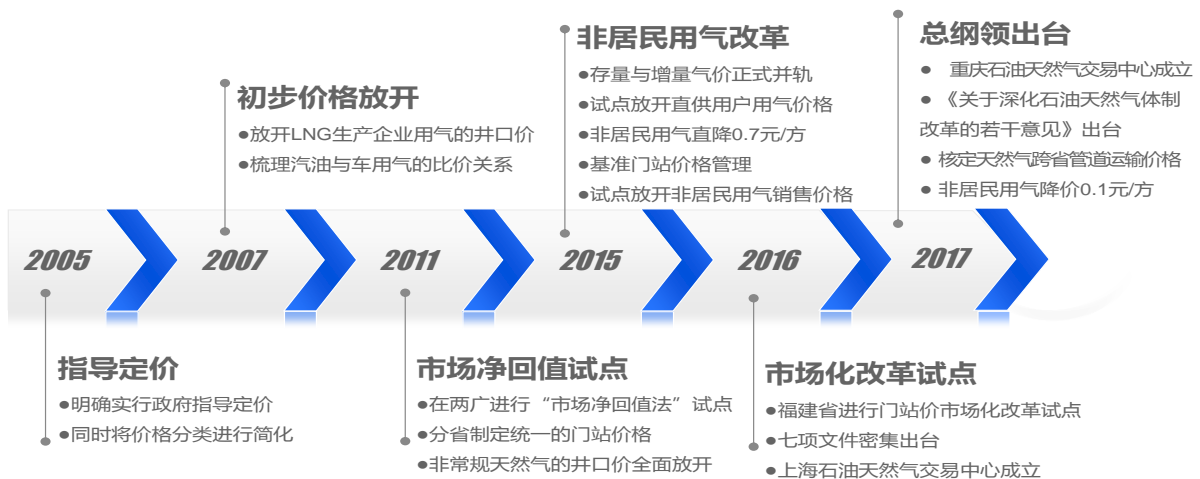 初步价格放开
●放开LNG生产企业用气的井口价
●梳理汽油与车用气的比价关系
非居民用气改革
●存量与增量气价正式并轨
●试点放开直供用户用气价格
●非居民用气直降0.7元/方
●基准门站价格管理
●试点放开非居民用气销售价格
总纲领出台
● 重庆石油天然气交易中心成立
● 《关于深化石油天然气体制
改革的若干意见》出台
● 核定天然气跨省管道运输价格
● 非居民用气降价0.1元/方
2005
2007
2011
2015
2016
2017
指导定价
●明确实行政府指导定价
●同时将价格分类进行简化
市场净回值试点
●在两广进行“市场净回值法”试点
●分省制定统一的门站价格
●非常规天然气的井口价全面放开
市场化改革试点
●福建省进行门站价市场化改革试点
●七项文件密集出台
●上海石油天然气交易中心成立